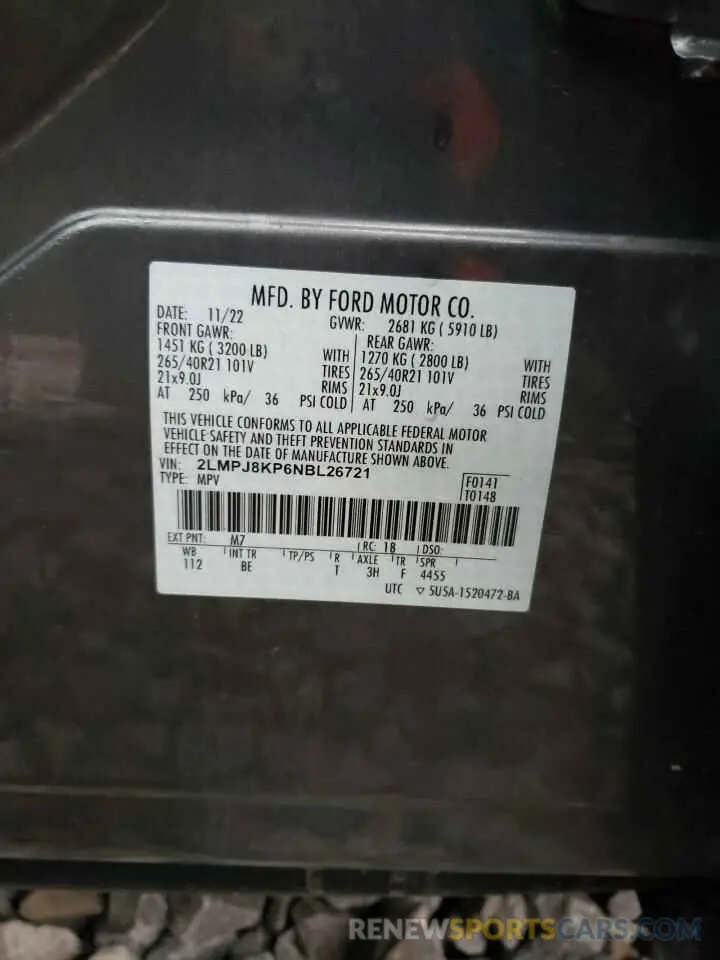 MFD. BY FORD MOTOR CO.
DATE: 11/22 GVWR: 2681 KG ( 5910 LB)
FRONT GAWR: REAR GAWR:
1451 KG ( 3200 LB) WITH 1270 KG ( 2800 LB) WITH
265/40R21 101V TIRES 265/40R21 101V TIRES
21x9.0J RIMS 21x9.0J RIMS
AT 250 kPa/ 36 PSI COLD AT 250 kPa/ 36 PSI COLD
THIS VEHICLE CONFORMS TO ALL APPLICABLE FEDERAL MOTOR
VEHICLE SAFETY AND THEFT PREVENTION STANDARDS IN
EFFECT ON THE DATE OF MANUFACTURE SHOWN ABOVE.
VIN: 2LMPJ8KP6NBL26721
TYPE: MPV F0141
T0148
EXT PNT: M7 RC: 18 DSO:
WB INT TR TP/PS R AXLE TR SPR
112 BE T 3H F 4455
UTC ▽ 5U5A-1520472-BA
RENEWSPORTSCARS.COM